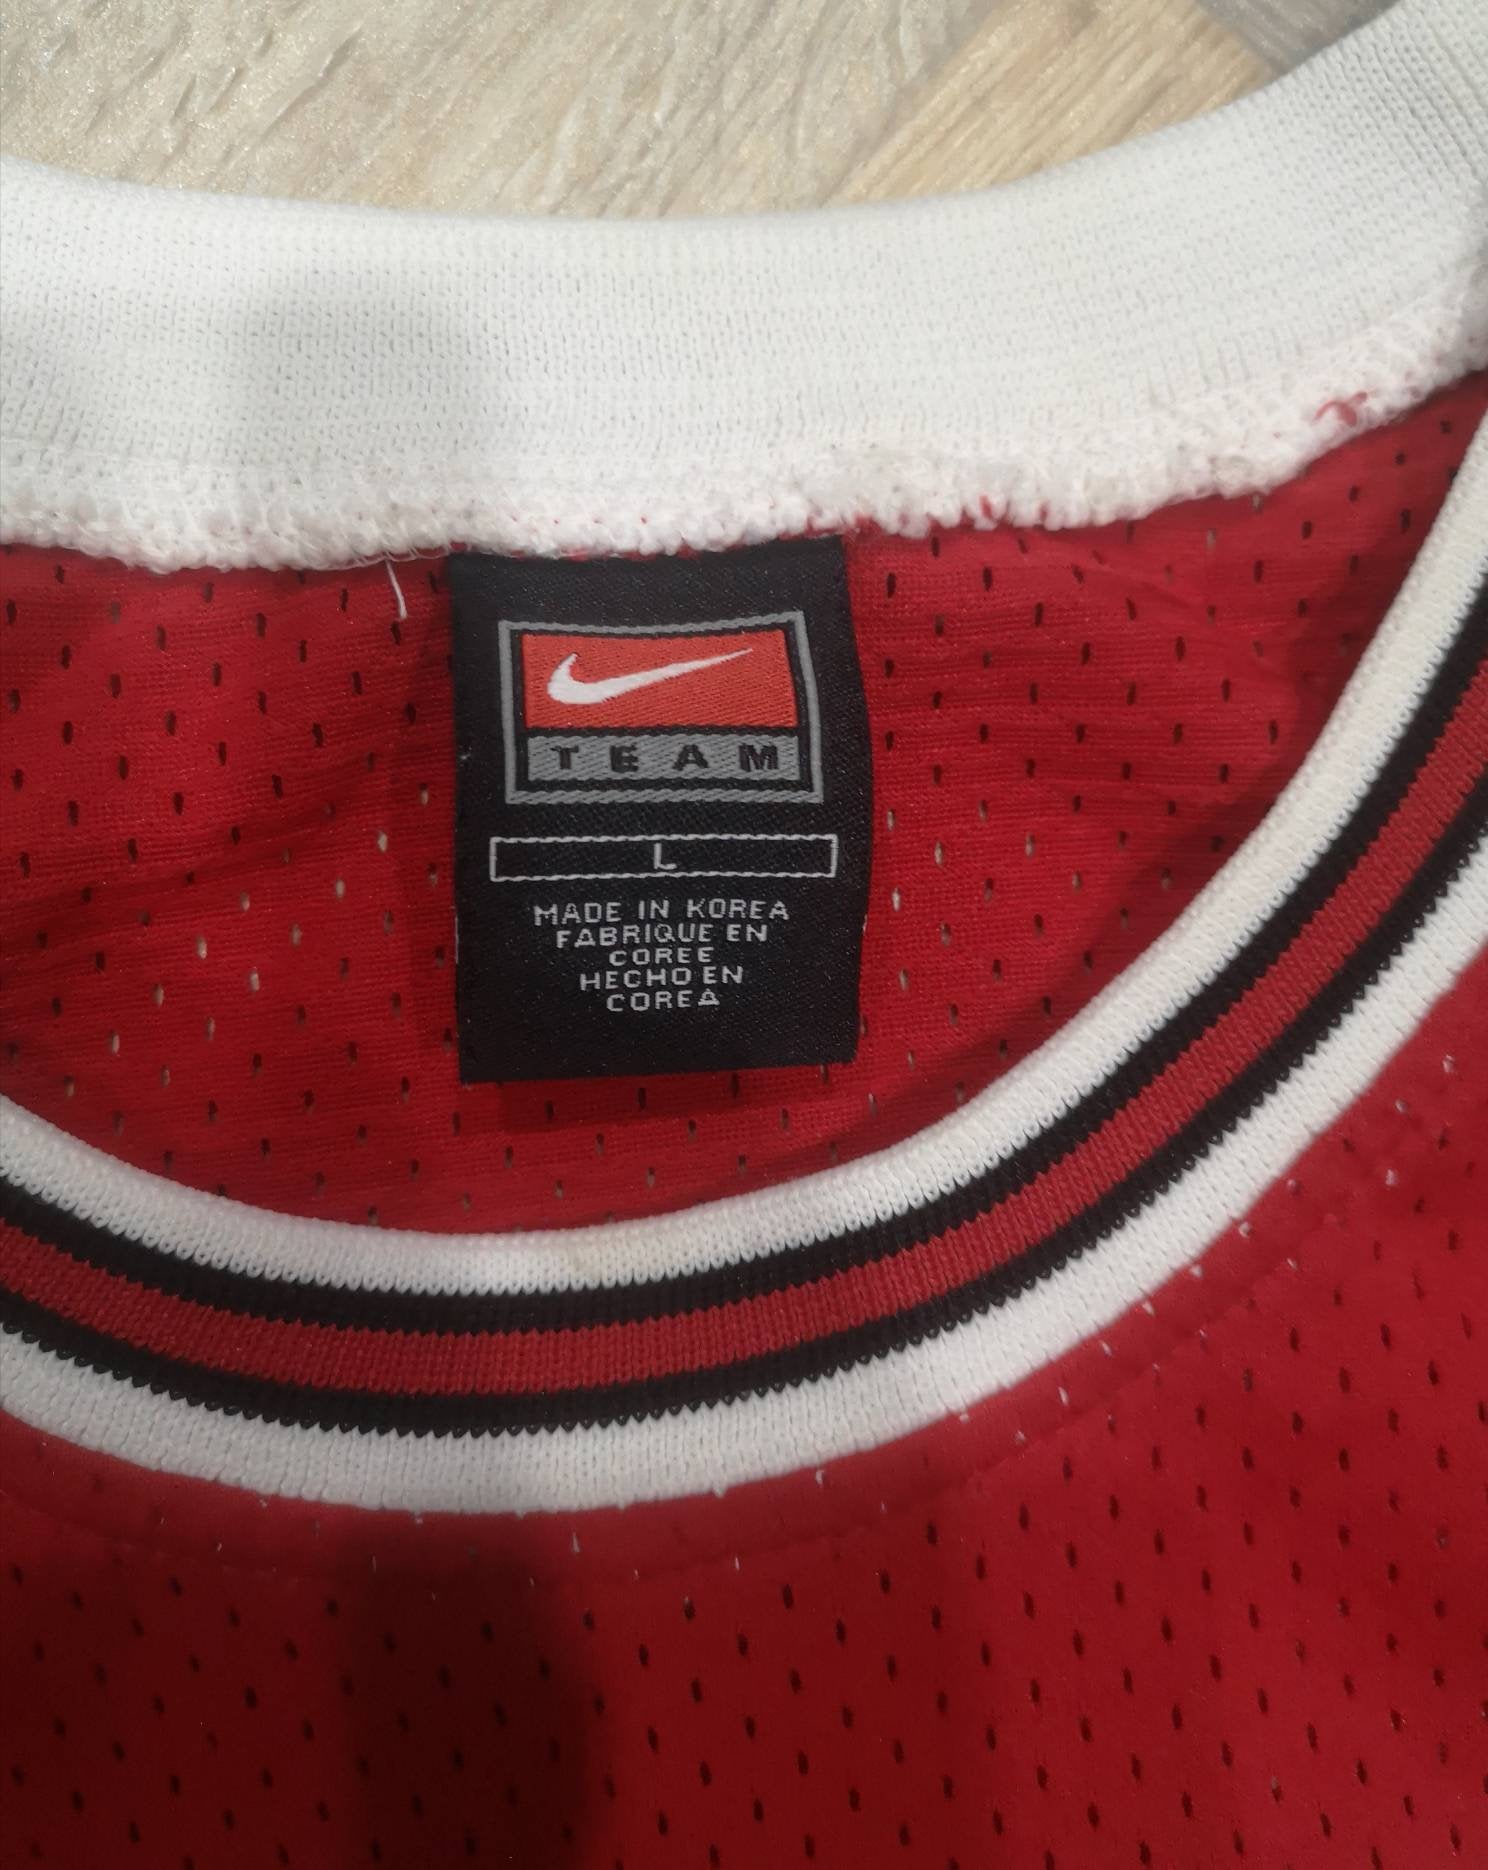 TEAM
L
MADE IN KOREA
FABRIQUE EN
COREE
HECHO EN
COREA